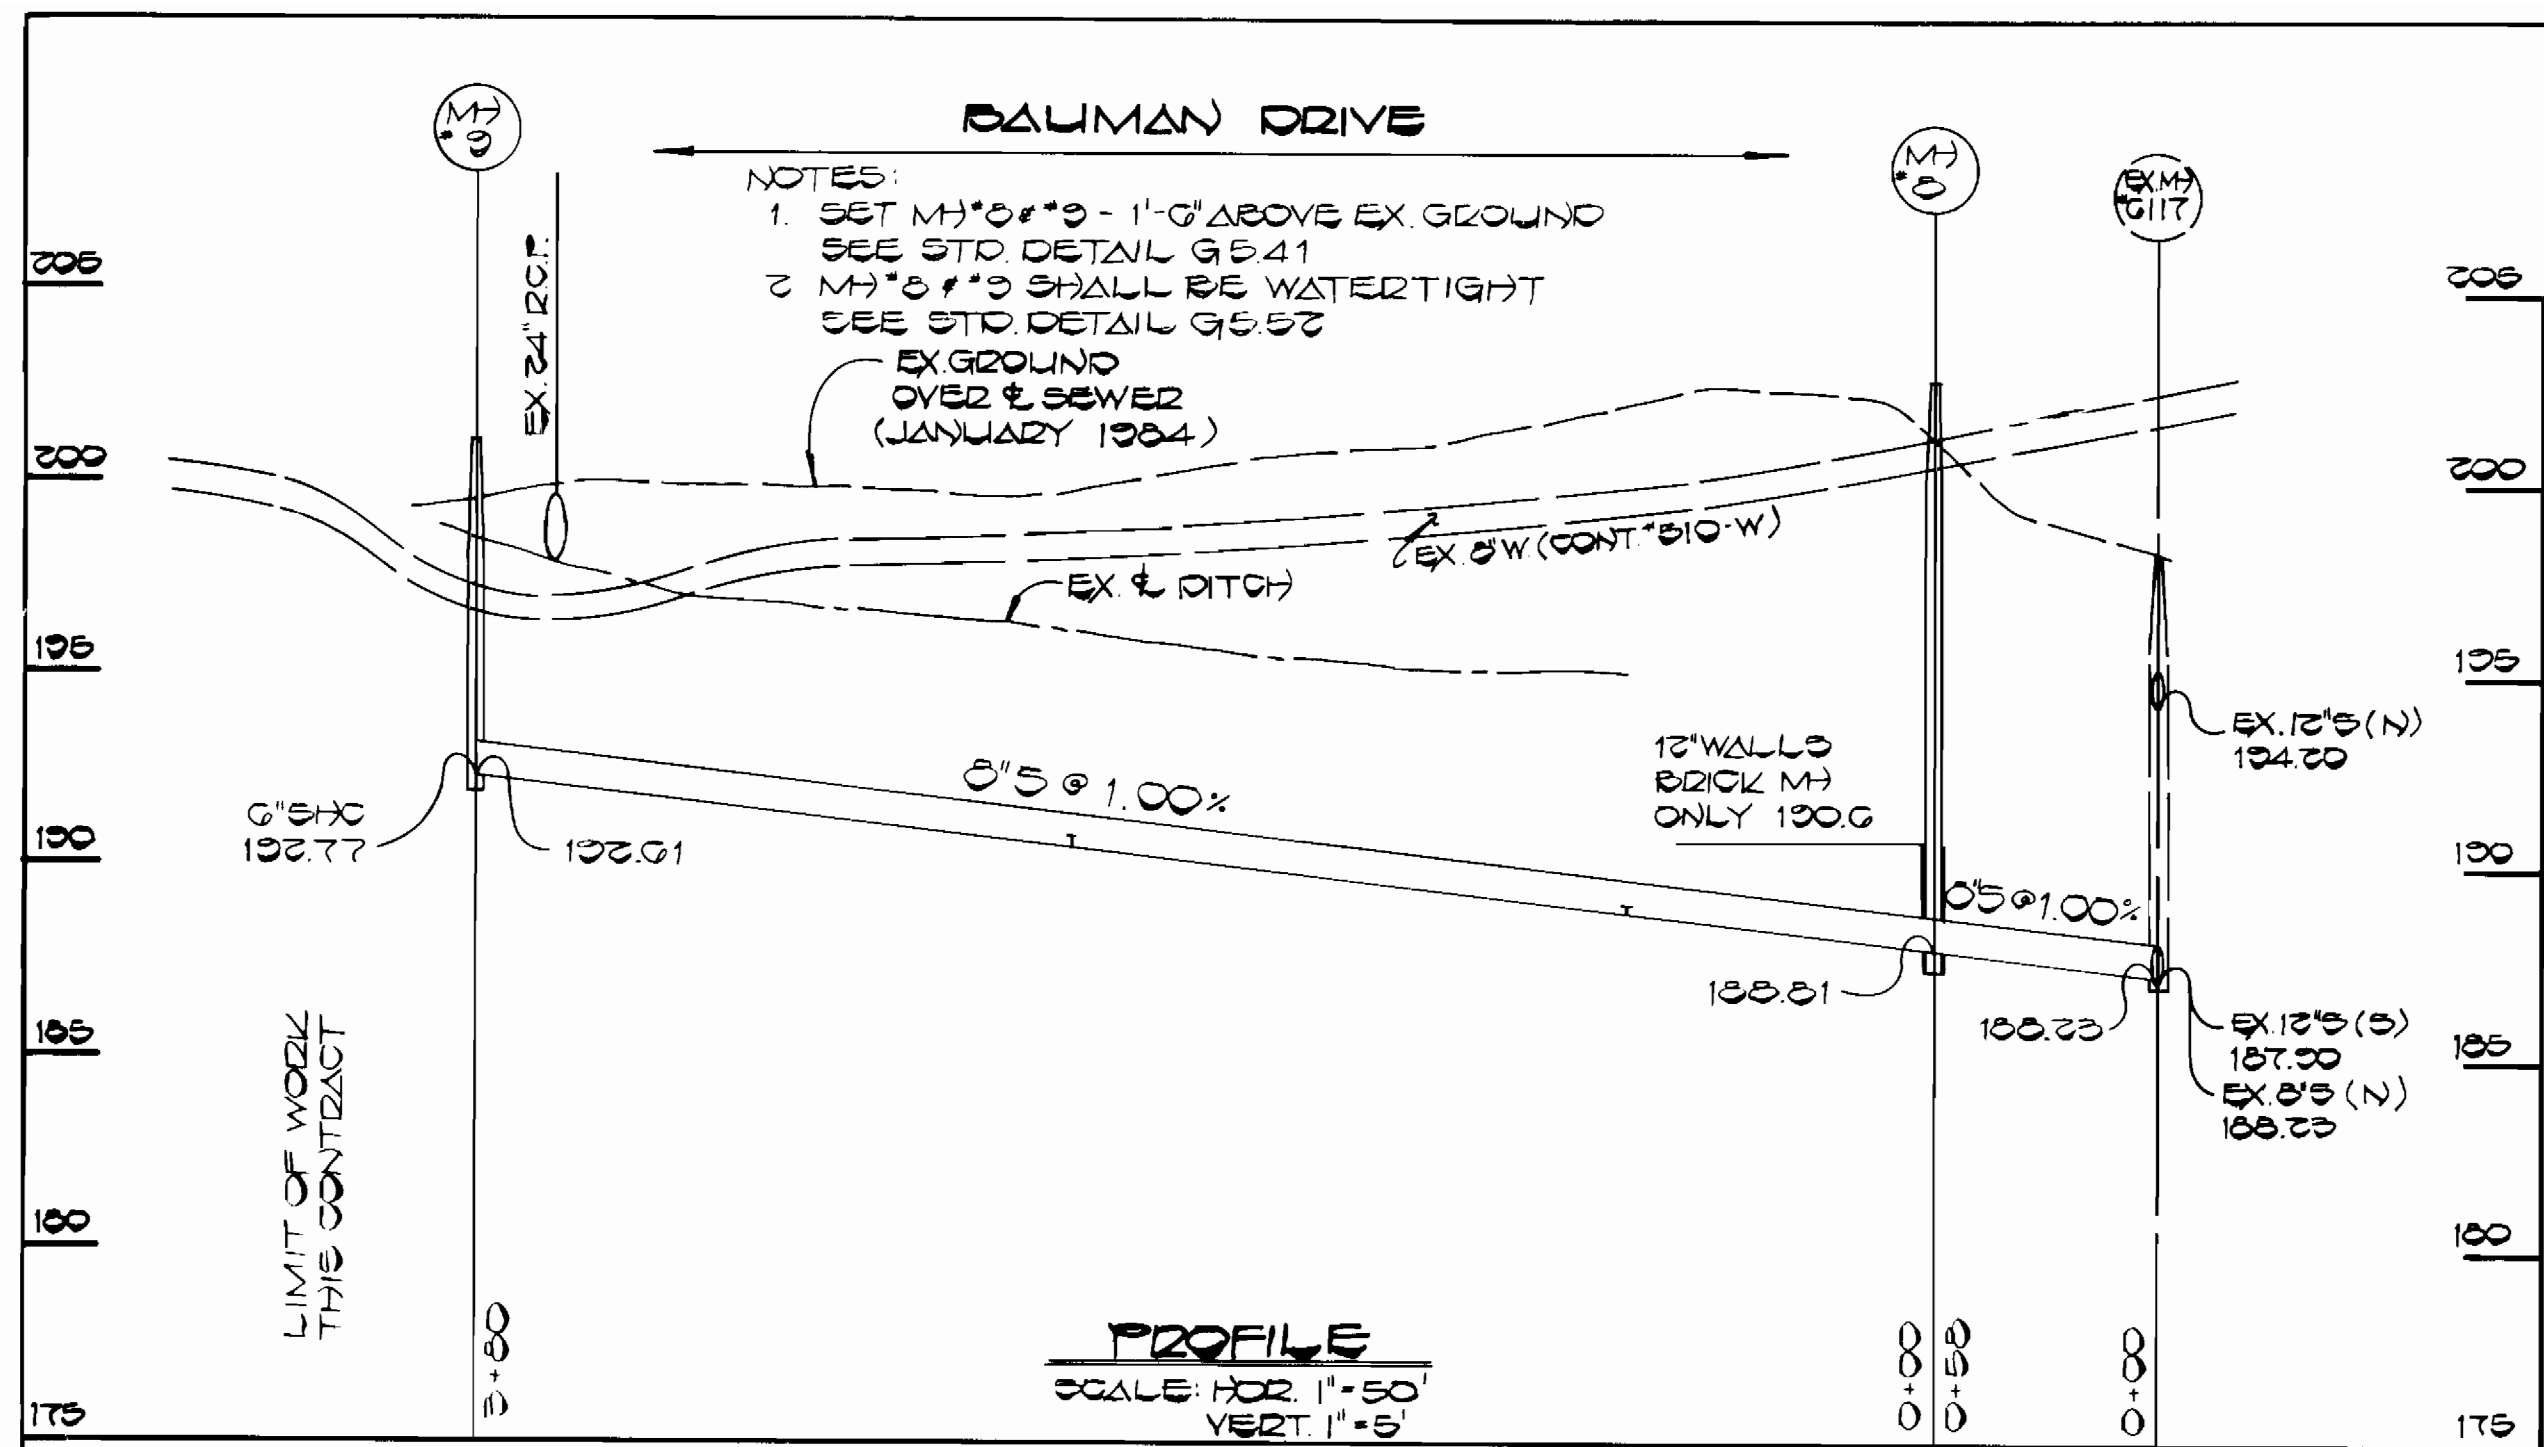 MH
#9
BAUMAN DRIVE
MH
#8
EX.MH
#6117
NOTES:
1. SET MH#8 & #9 - 1'-6" ABOVE EX. GROUND
SEE STD. DETAIL G5.41
2 MH#8 & #9 SHALL BE WATERTIGHT
SEE STD. DETAIL G5.52
EX. 24" R.C.P.
EX. GROUND
OVER ℄ SEWER
(JANUARY 1984)
205
200
195
190
185
180
175
205
200
195
190
185
180
175
EX. 8"W. (CONT. #510-W)
EX. ℄ DITCH
8"S @ 1.00%
12" WALLS
BRICK MH
ONLY 190.6
8"S @ 1.00%
EX. 12"S (N)
194.20
6" SHC
192.77
192.61
188.81
188.23
EX. 12"S (S)
187.90
EX. 8"S (N)
188.23
LIMIT OF WORK
THIS CONTRACT
3+80
0+00
0+58
0+00
PROFILE
SCALE: HOR. 1"=50'
VERT. 1"=5'